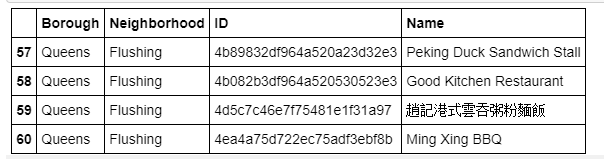 Borough Neighborhood ID Name
57 Queens Flushing 4b89832df964a520a23d32e3 Peking Duck Sandwich Stall
58 Queens Flushing 4b082b3df964a520530523e3 Good Kitchen Restaurant
59 Queens Flushing 4d5c7c46e7f75481e1f31a97 趙記港式雲吞粥粉麵飯
60 Queens Flushing 4ea4a75d722ec75adf3ebf8b Ming Xing BBQ